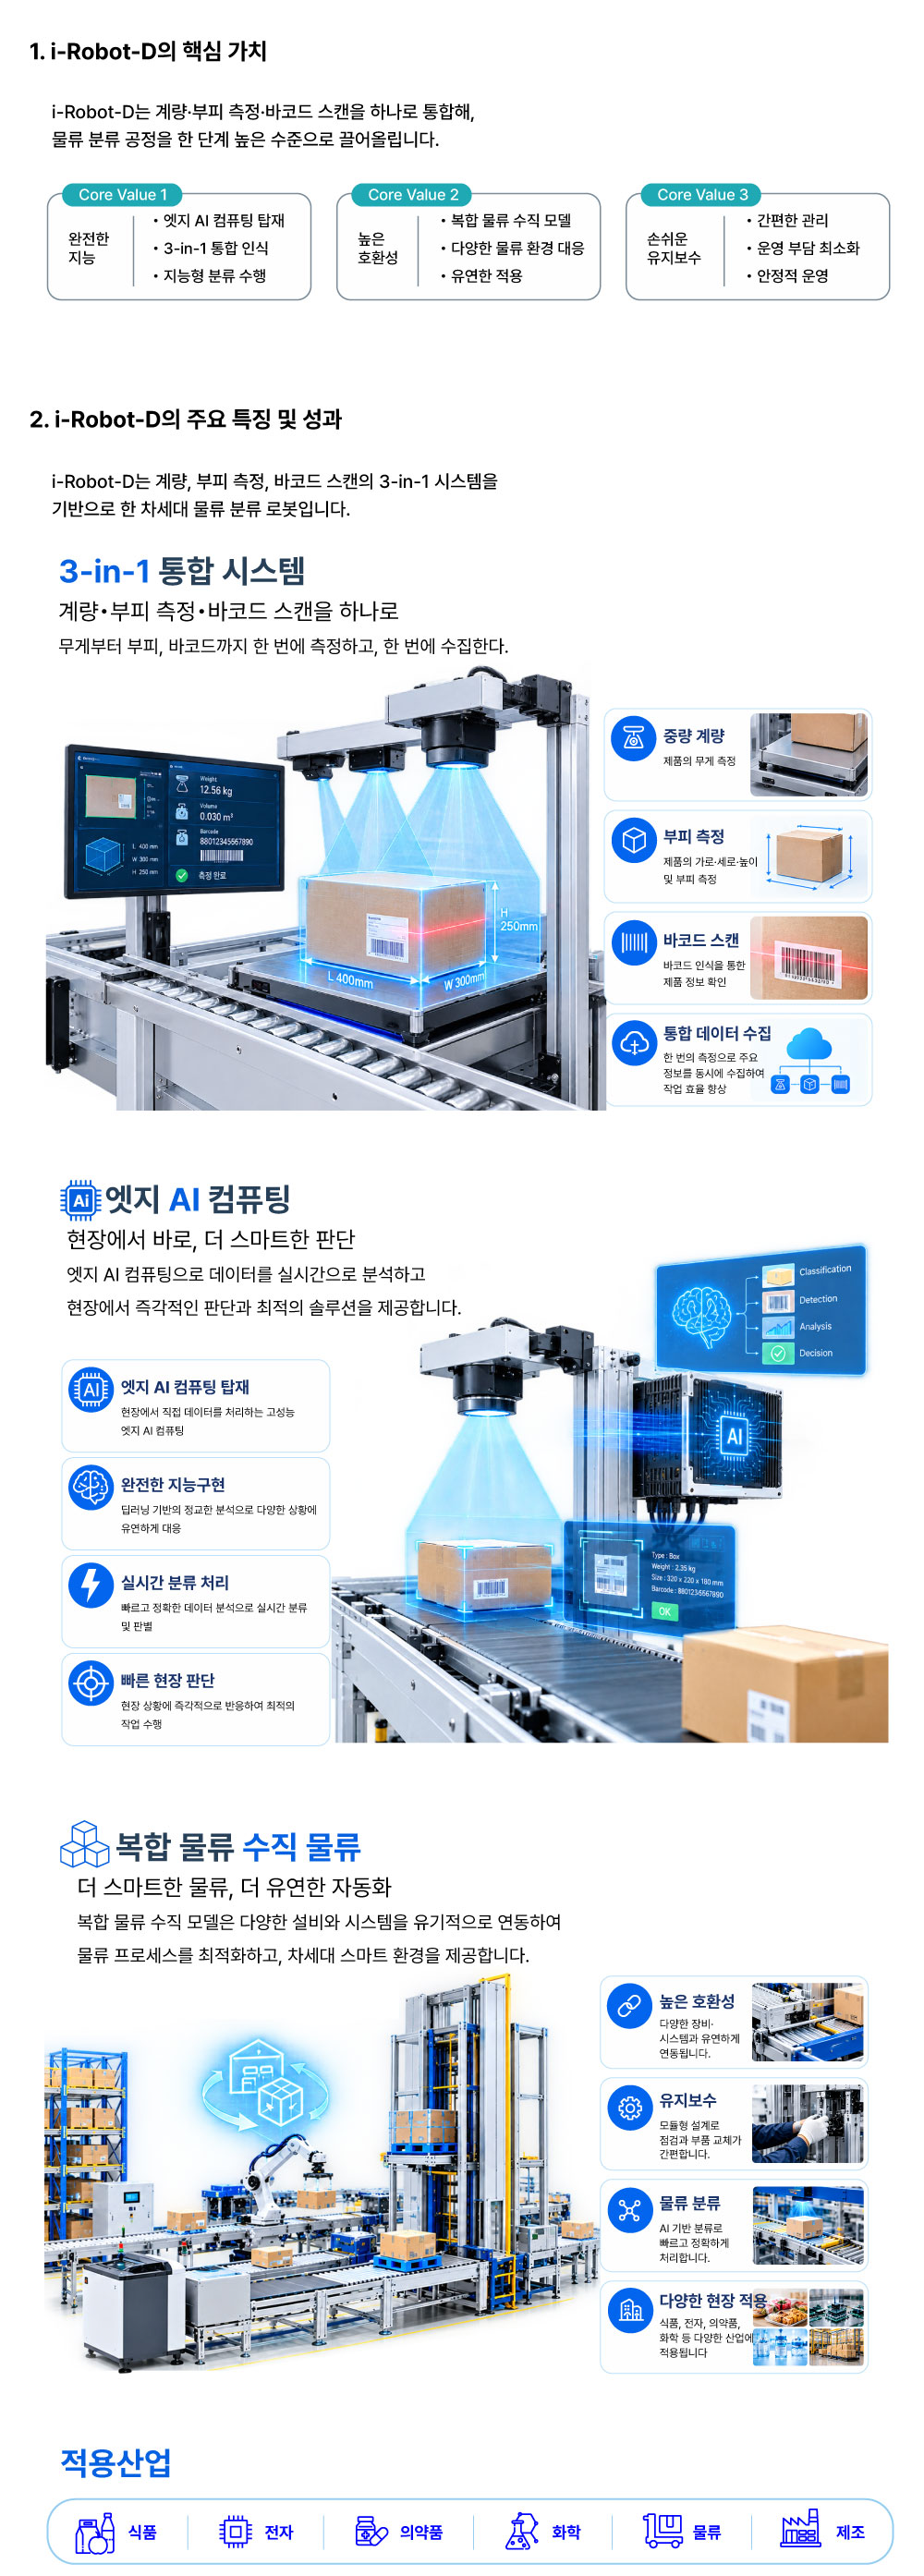 1. i-Robot-D의 핵심 가치
i-Robot-D는 계량·부피 측정·바코드 스캔을 하나로 통합해,
물류 분류 공정을 한 단계 높은 수준으로 끌어올립니다.
Core Value 1
완전한
지능
• 엣지 AI 컴퓨팅 탑재
• 3-in-1 통합 인식
• 지능형 분류 수행
Core Value 2
높은
호환성
• 복합 물류 수직 모델
• 다양한 물류 환경 대응
• 유연한 적용
Core Value 3
손쉬운
유지보수
• 간편한 관리
• 운영 부담 최소화
• 안정적 운영
2. i-Robot-D의 주요 특징 및 성과
i-Robot-D는 계량, 부피 측정, 바코드 스캔의 3-in-1 시스템을
기반으로 한 차세대 물류 분류 로봇입니다.
3-in-1 통합 시스템
계량•부피 측정•바코드 스캔을 하나로
무게부터 부피, 바코드까지 한 번에 측정하고, 한 번에 수집한다.
Weight
12.56 kg
Volume
0.030 m³
Barcode
88012345667890
측정 완료
L 400 mm
W 300 mm
H 250 mm
H
250mm
L 400mm
W 300mm
중량 계량
제품의 무게 측정
부피 측정
제품의 가로·세로·높이
및 부피 측정
바코드 스캔
바코드 인식을 통한
제품 정보 확인
통합 데이터 수집
한 번의 측정으로 주요
정보를 동시에 수집하여
작업 효율 향상
Ai 엣지 AI 컴퓨팅
현장에서 바로, 더 스마트한 판단
엣지 AI 컴퓨팅으로 데이터를 실시간으로 분석하고
현장에서 즉각적인 판단과 최적의 솔루션을 제공합니다.
Classification
Detection
Analysis
Decision
AI
AI
엣지 AI 컴퓨팅 탑재
현장에서 직접 데이터를 처리하는 고성능
엣지 AI 컴퓨팅
완전한 지능구현
딥러닝 기반의 정교한 분석으로 다양한 상황에
유연하게 대응
실시간 분류 처리
빠르고 정확한 데이터 분석으로 실시간 분류
및 판별
빠른 현장 판단
현장 상황에 즉각적으로 반응하여 최적의
작업 수행
Type : Box
Weight : 2.35 kg
Size : 320 x 220 x 180 mm
Barcode : 8801234567890
OK
복합 물류 수직 물류
더 스마트한 물류, 더 유연한 자동화
복합 물류 수직 모델은 다양한 설비와 시스템을 유기적으로 연동하여
물류 프로세스를 최적화하고, 차세대 스마트 환경을 제공합니다.
높은 호환성
다양한 장비·
시스템과 유연하게
연동됩니다.
유지보수
모듈형 설계로
점검과 부품 교체가
간편합니다.
물류 분류
AI 기반 분류로
빠르고 정확하게
처리합니다.
다양한 현장 적용
식품, 전자, 의약품,
화학 등 다양한 산업에
적용됩니다
적용산업
식품
전자
의약품
화학
물류
제조